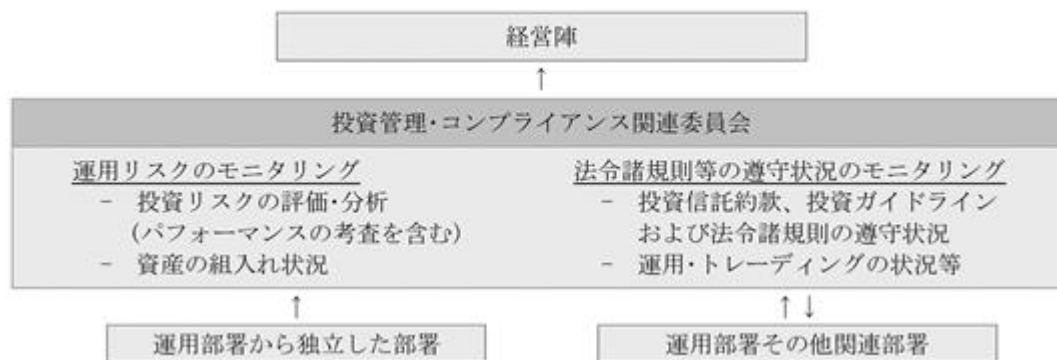 経営陣
↑
投資管理・コンプライアンス関連委員会
運用リスクのモニタリング
- 投資リスクの評価・分析
(パフォーマンスの考査を含む)
- 資産の組入れ状況
法令諸規則等の遵守状況のモニタリング
- 投資信託約款、投資ガイドライン
および法令諸規則の遵守状況
- 運用・トレーディングの状況等
↑
↑↓
運用部署から独立した部署
運用部署その他関連部署